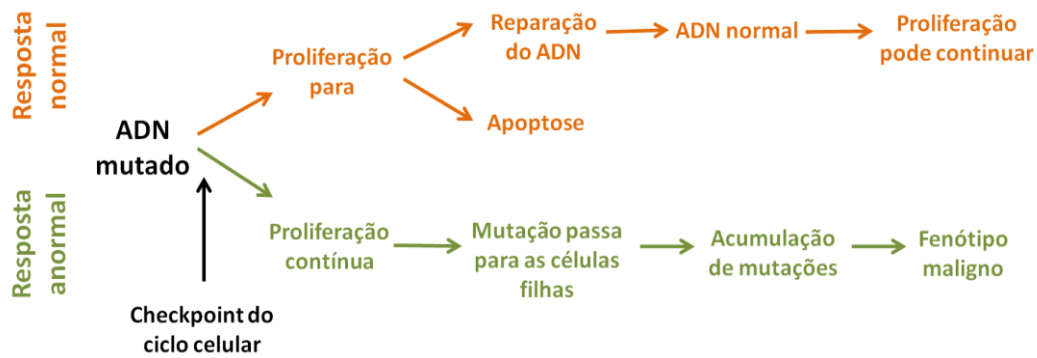 Resposta
normal
Proliferação
para
Reparação
do ADN
ADN normal
Proliferação
pode continuar
Apoptose
ADN
mutado
Resposta
anormal
Proliferação
contínua
Mutação passa
para as células
filhas
Acumulação
de mutações
Fenótipo
maligno
Checkpoint do
ciclo celular